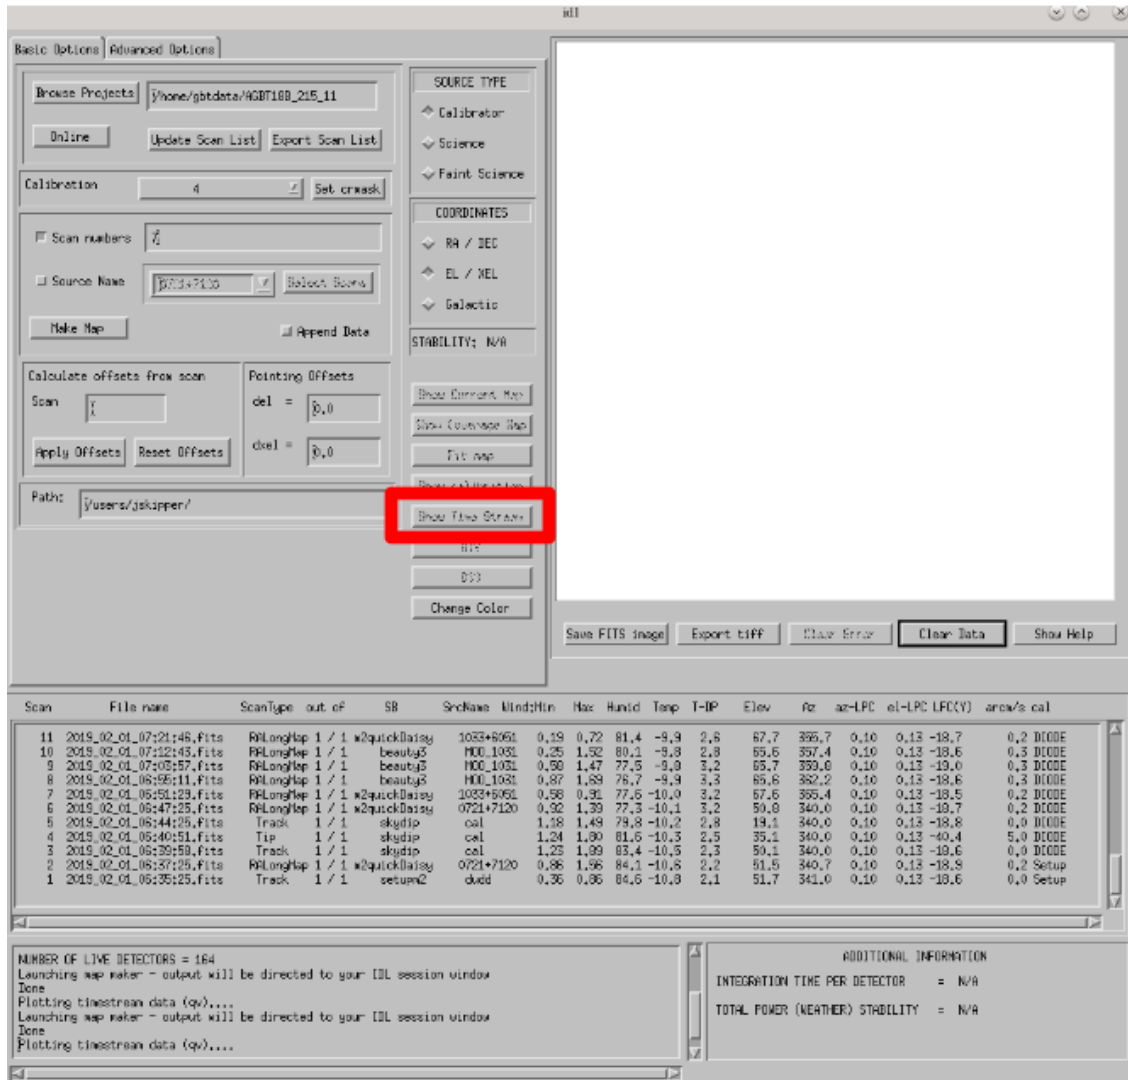 idl
Basic Options Advanced Options
Browse Projects /home/gbtdata/AGBT18B_215_11
Online Update Scan List Export Scan List
Calibration 4 Set crmask
Scan numbers 7
Source Name 0721+7120 Select Scans
Make Map Append Data
Calculate offsets from scan
Scan
Apply Offsets Reset Offsets
Pointing Offsets
del = 0.0
dxel = 0.0
Path: /users/jskipper/
SOURCE TYPE
Calibrator
Science
Faint Science
COORDINATES
RA / DEC
EL / XEL
Galactic
STABILITY: N/A
Show Current Map
Show Coverage Map
Fit map
Show calibration
Show Time Stream
DS9
Change Color
Save FITS image Export tiff Clear Error Clear Data Show Help
Scan File name ScanType out of SB SrcName Wind:Min Max Humid Temp T-DP Elev Az az-LPC el-LPC LFC(Y) arcm/s cal
11 2019_02_01_07:21:46.fits RALongMap 1 / 1 m2quickDaisy 1033+6051 0.19 0.72 81.4 -9.9 2.6 67.7 355.7 0.10 0.13 -18.7 0.2 DIODE
10 2019_02_01_07:12:43.fits RALongMap 1 / 1 beauty3 MOO_1031 0.25 1.52 80.1 -9.8 2.8 65.6 357.4 0.10 0.13 -18.6 0.3 DIODE
9 2019_02_01_07:03:57.fits RALongMap 1 / 1 beauty3 MOO_1031 0.58 1.47 77.5 -9.8 3.2 65.7 359.8 0.10 0.13 -19.0 0.3 DIODE
8 2019_02_01_06:55:11.fits RALongMap 1 / 1 beauty3 MOO_1031 0.87 1.69 76.7 -9.9 3.3 65.6 362.2 0.10 0.13 -18.6 0.3 DIODE
7 2019_02_01_06:51:29.fits RALongMap 1 / 1 m2quickDaisy 1033+6051 0.58 0.91 77.6 -10.0 3.2 67.6 365.4 0.10 0.13 -18.5 0.2 DIODE
6 2019_02_01_06:47:25.fits RALongMap 1 / 1 m2quickDaisy 0721+7120 0.92 1.39 77.3 -10.1 3.2 50.8 340.0 0.10 0.13 -18.7 0.2 DIODE
5 2019_02_01_06:44:25.fits Track 1 / 1 skydip cal 1.18 1.49 79.8 -10.2 2.8 19.1 340.0 0.10 0.13 -18.8 0.0 DIODE
4 2019_02_01_06:40:51.fits Tip 1 / 1 skydip cal 1.24 1.80 81.6 -10.3 2.5 35.1 340.0 0.10 0.13 -40.4 5.0 DIODE
3 2019_02_01_06:39:58.fits Track 1 / 1 skydip cal 1.23 1.89 83.4 -10.5 2.3 50.1 340.0 0.10 0.13 -18.6 0.0 DIODE
2 2019_02_01_06:37:25.fits RALongMap 1 / 1 m2quickDaisy 0721+7120 0.86 1.56 84.1 -10.6 2.2 51.5 340.7 0.10 0.13 -18.9 0.2 Setup
1 2019_02_01_06:35:25.fits Track 1 / 1 setupm2 dudd 0.36 0.86 84.6 -10.8 2.1 51.7 341.0 0.10 0.13 -18.6 0.0 Setup
NUMBER OF LIVE DETECTORS = 164
Launching map maker - output will be directed to your IDL session window
Done
Plotting timestream data (qv)....
Launching map maker - output will be directed to your IDL session window
Done
Plotting timestream data (qv)....
ADDITIONAL INFORMATION
INTEGRATION TIME PER DETECTOR = N/A
TOTAL POWER (WEATHER) STABILITY = N/A